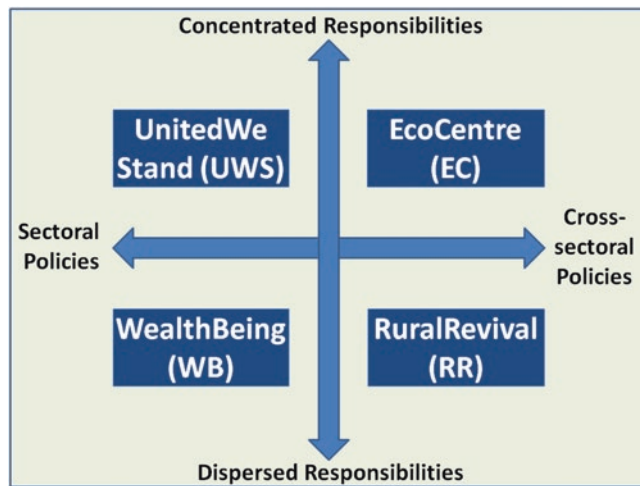 Concentrated Responsibilities
UnitedWe
Stand (UWS)
EcoCentre
(EC)
Sectoral
Policies
Cross-
sectoral
Policies
WealthBeing
(WB)
RuralRevival
(RR)
Dispersed Responsibilities